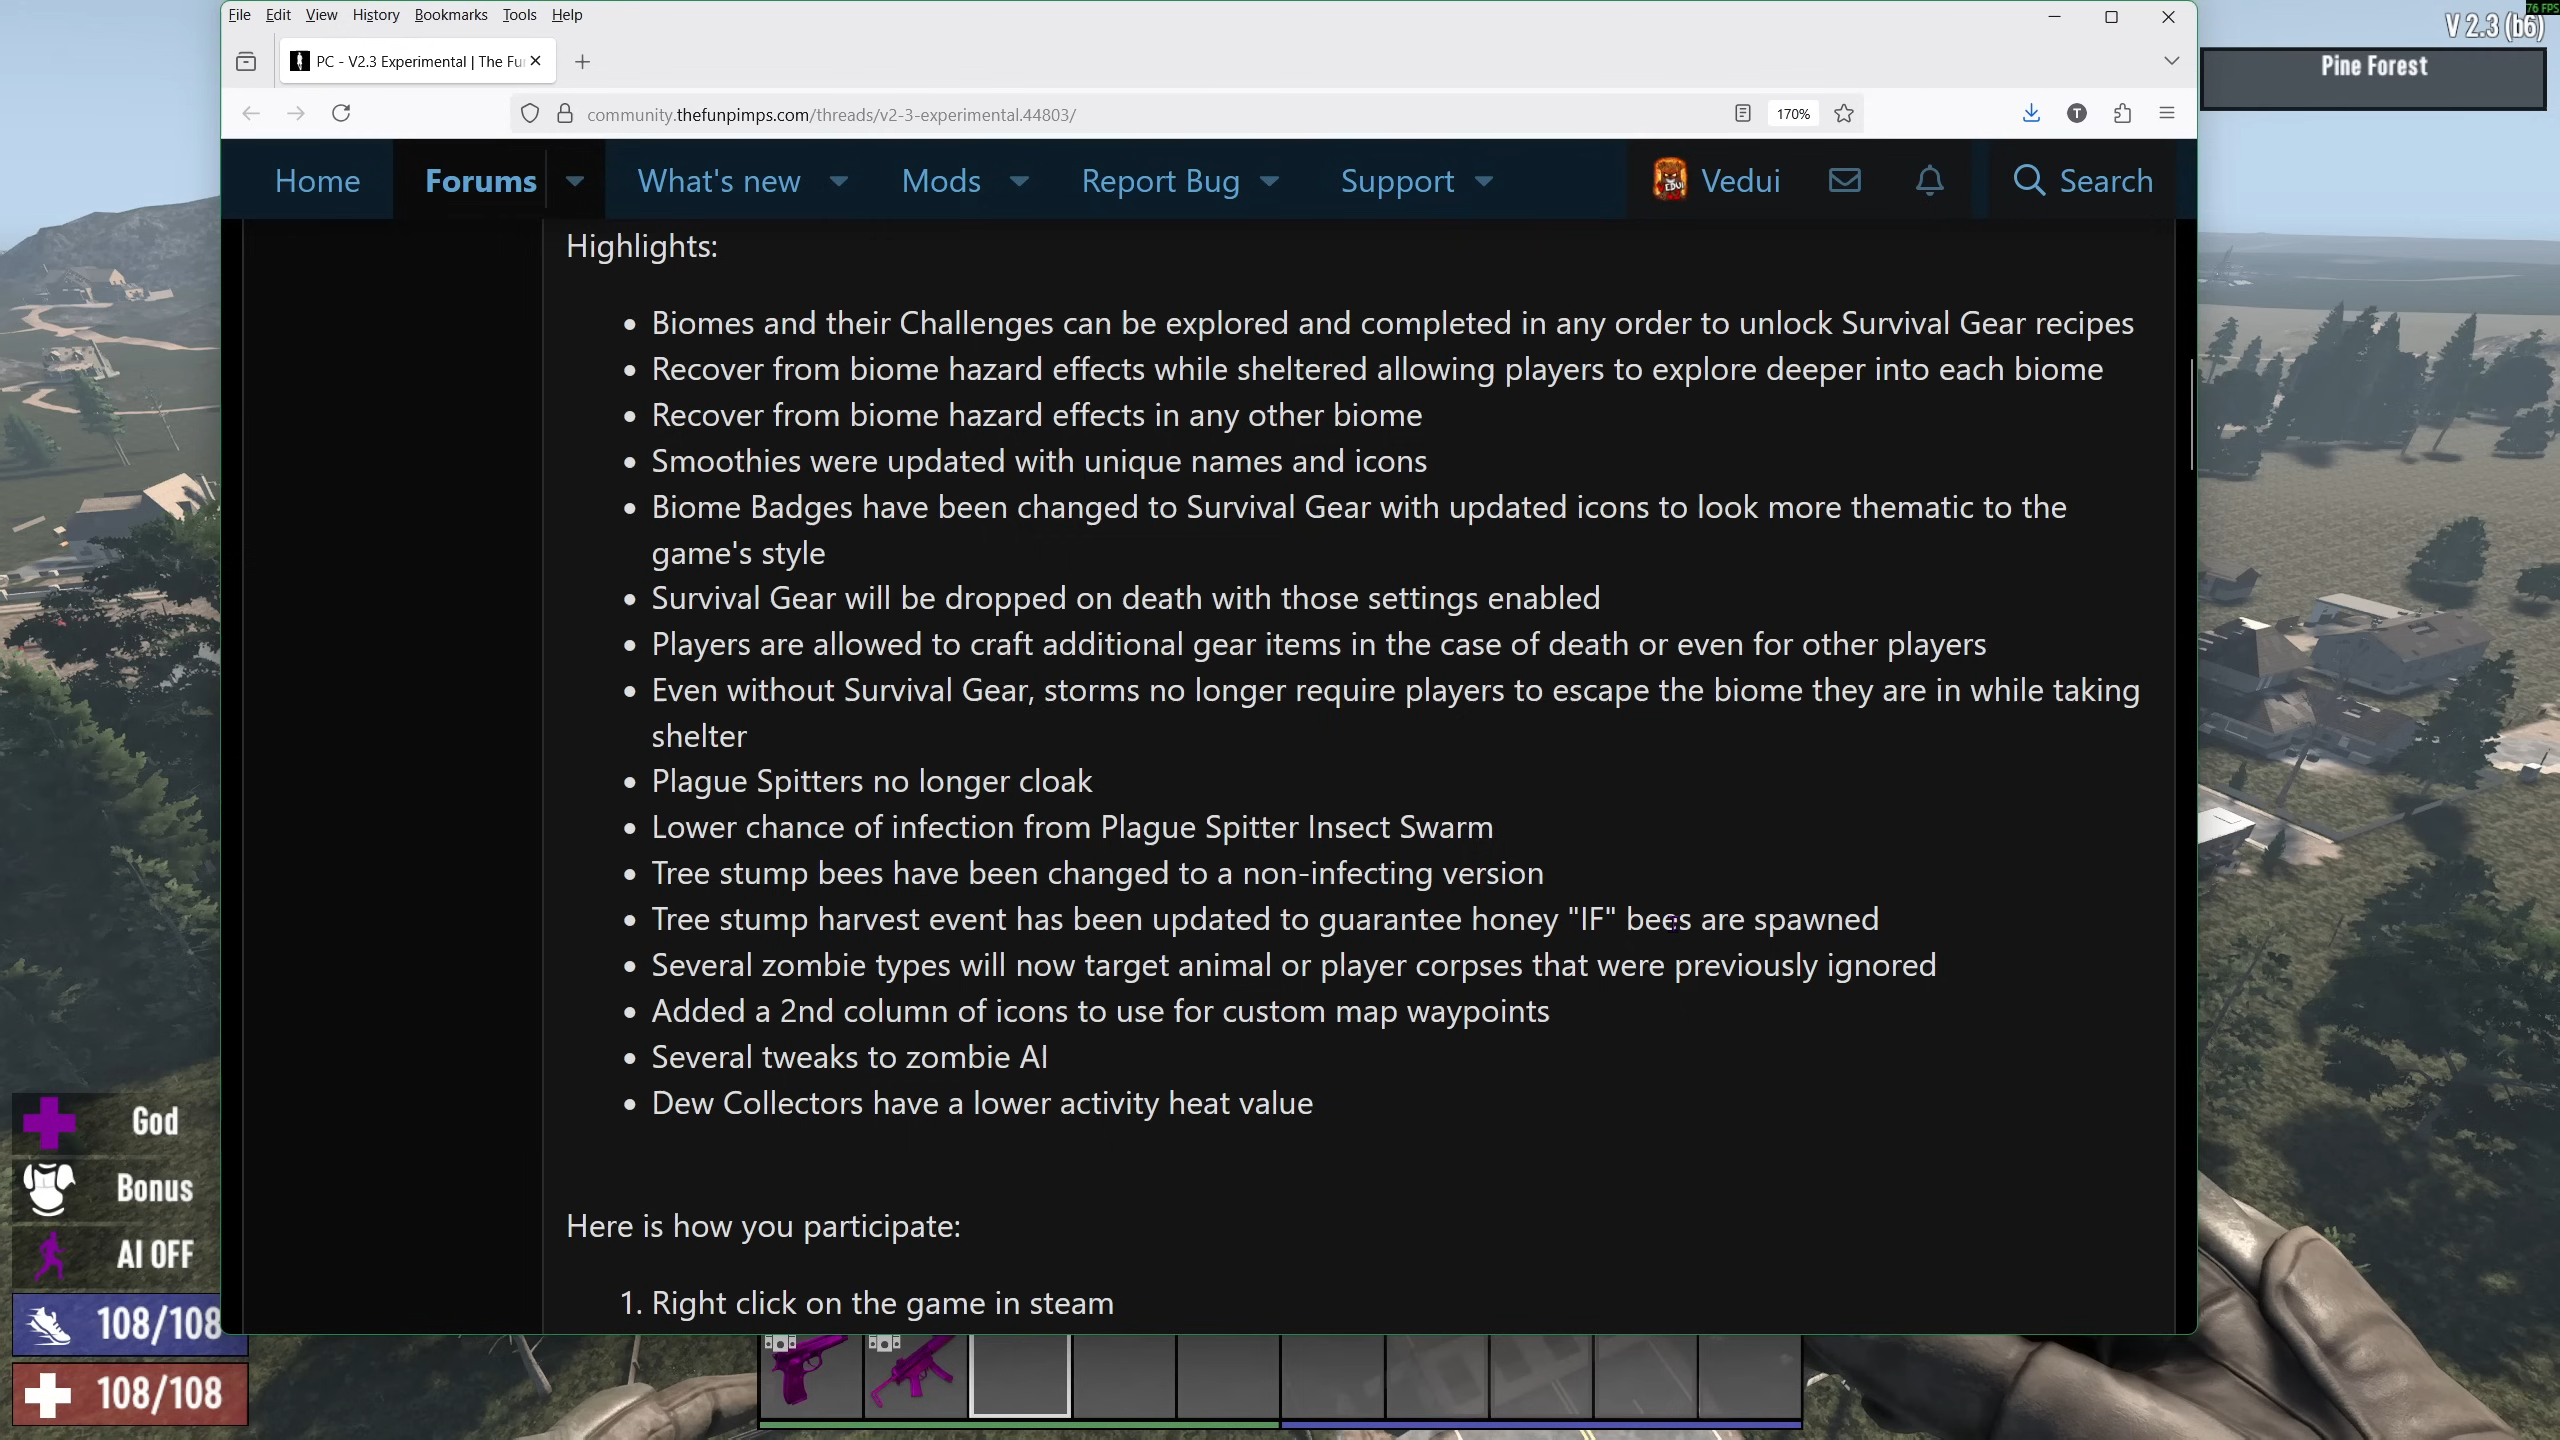 File Edit View History Bookmarks Tools Help
76 FPS
V 2.3 (b6)
PC - V2.3 Experimental | The Fu
Pine Forest
community.thefunpimps.com/threads/v2-3-experimental.44803/
170%
T
Home Forums What's new Mods Report Bug Support Vedui Search
Highlights:
• Biomes and their Challenges can be explored and completed in any order to unlock Survival Gear recipes
• Recover from biome hazard effects while sheltered allowing players to explore deeper into each biome
• Recover from biome hazard effects in any other biome
• Smoothies were updated with unique names and icons
• Biome Badges have been changed to Survival Gear with updated icons to look more thematic to the
game's style
• Survival Gear will be dropped on death with those settings enabled
• Players are allowed to craft additional gear items in the case of death or even for other players
• Even without Survival Gear, storms no longer require players to escape the biome they are in while taking
shelter
• Plague Spitters no longer cloak
• Lower chance of infection from Plague Spitter Insect Swarm
• Tree stump bees have been changed to a non-infecting version
• Tree stump harvest event has been updated to guarantee honey "IF" bees are spawned
• Several zombie types will now target animal or player corpses that were previously ignored
• Added a 2nd column of icons to use for custom map waypoints
• Several tweaks to zombie AI
• Dew Collectors have a lower activity heat value
Here is how you participate:
1. Right click on the game in steam
God
Bonus
AI OFF
108/108
108/108